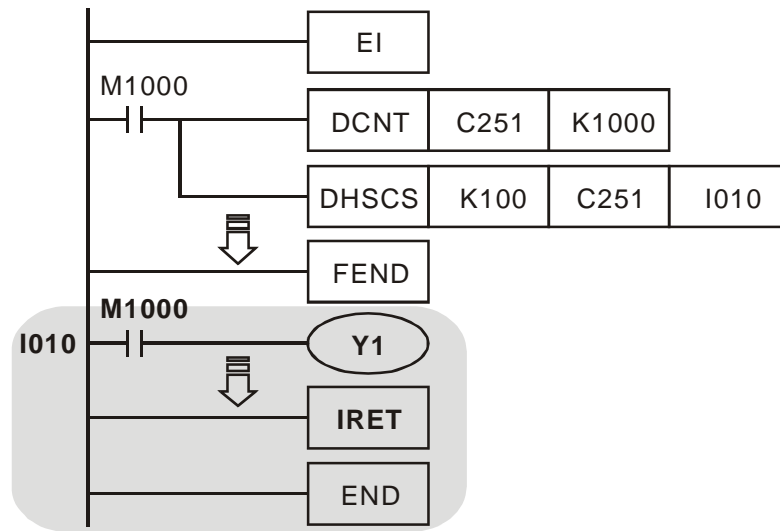 EI
M1000
DCNT C251 K1000
DHSCS K100 C251 I010
FEND
M1000
I010 Y1
IRET
END